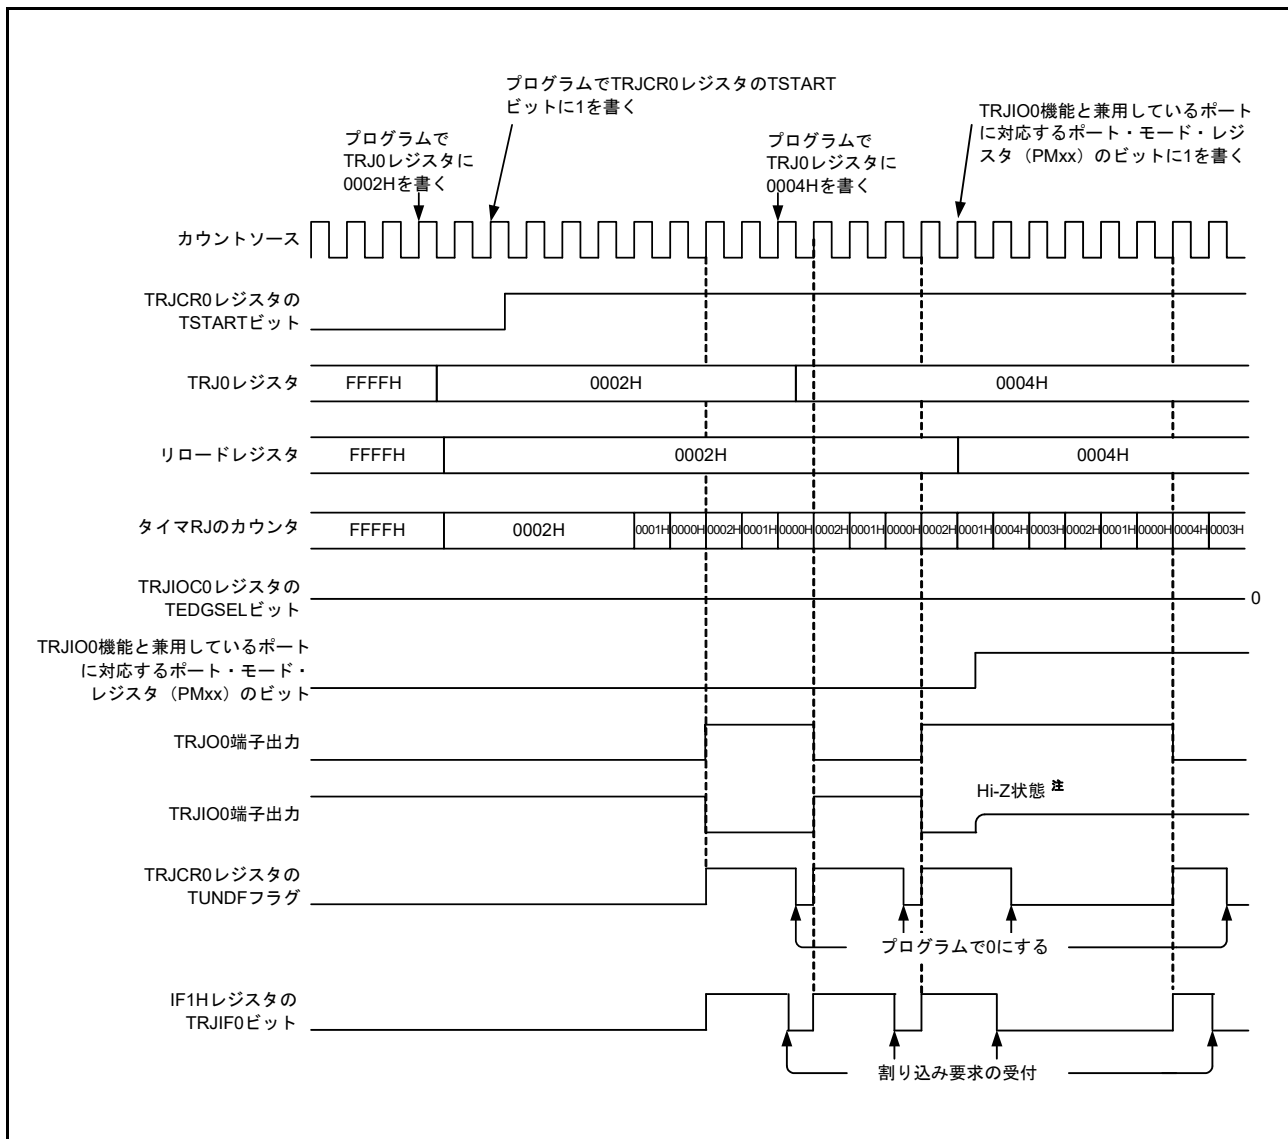 プログラムでTRJCR0レジスタのTSTART
ビットに1を書く
TRJIO0機能と兼用しているポート
に対応するポート・モード・レジ
スタ（PMxx）のビットに1を書く
プログラムで
TRJ0レジスタに
0002Hを書く
プログラムで
TRJ0レジスタに
0004Hを書く
カウントソース
TRJCR0レジスタの
TSTARTビット
TRJ0レジスタ
FFFFH 0002H 0004H
リロードレジスタ
FFFFH 0002H 0004H
タイマRJのカウンタ
FFFFH 0002H 0001H 0000H 0002H 0001H 0000H 0002H 0001H 0000H 0002H 0001H 0004H 0003H 0002H 0001H 0000H 0004H 0003H
TRJIOC0レジスタの
TEDGSELビット
0
TRJIO0機能と兼用しているポート
に対応するポート・モード・
レジスタ（PMxx）のビット
TRJO0端子出力
TRJIO0端子出力
Hi-Z状態 注
TRJCR0レジスタの
TUNDFフラグ
プログラムで0にする
IF1Hレジスタの
TRJIF0ビット
割り込み要求の受付